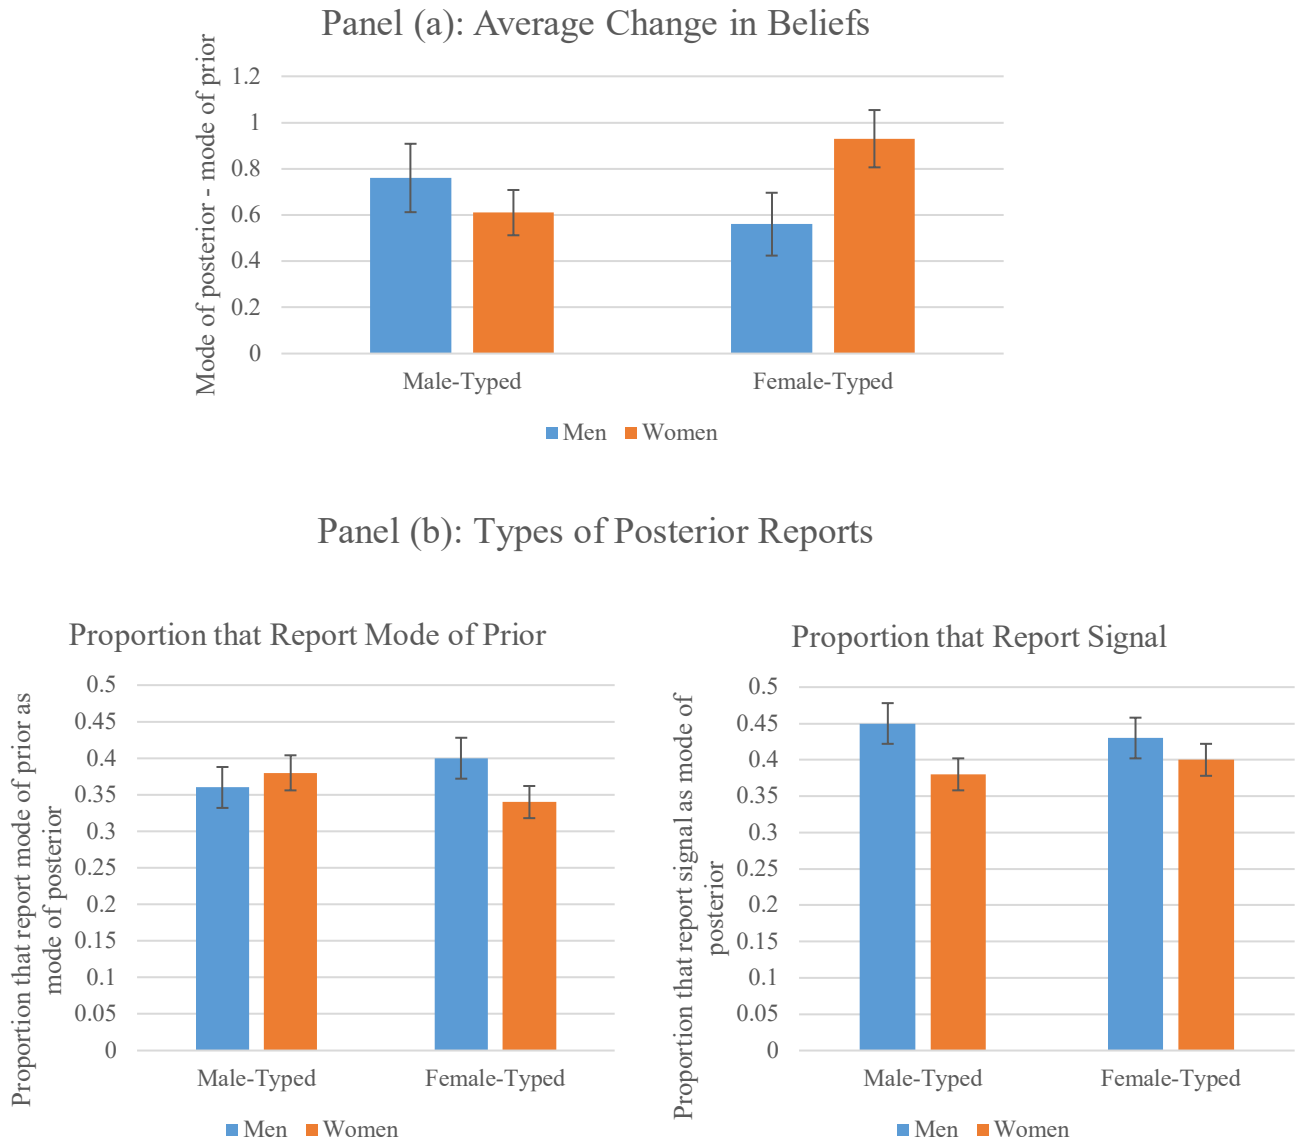 Panel (a): Average Change in Beliefs
Mode of posterior - mode of prior
1.2
1
0.8
0.6
0.4
0.2
0
Male-Typed
Female-Typed
Men
Women
Panel (b): Types of Posterior Reports
Proportion that Report Mode of Prior
Proportion that report mode of prior as
mode of posterior
0.5
0.45
0.4
0.35
0.3
0.25
0.2
0.15
0.1
0.05
0
Male-Typed
Female-Typed
Men
Women
Proportion that Report Signal
Proportion that report signal as mode of
posterior
0.5
0.45
0.4
0.35
0.3
0.25
0.2
0.15
0.1
0.05
0
Male-Typed
Female-Typed
Men
Women